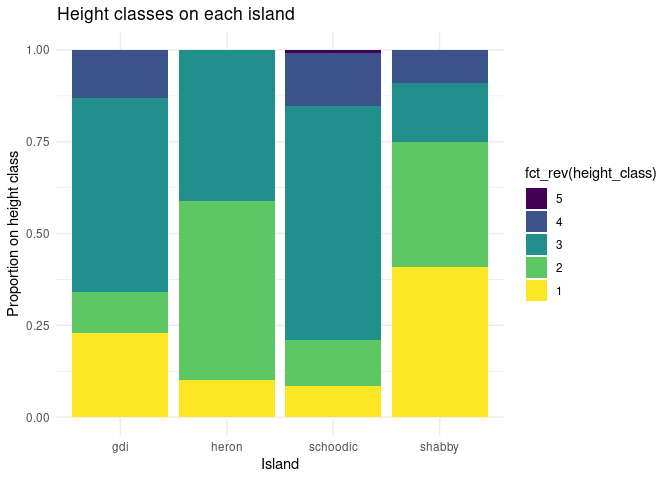 Height classes on each island
Proportion on height class
1.00
0.75
0.50
0.25
0.00
gdi heron schoodic shabby
Island
fct_rev(height_class)
5
4
3
2
1